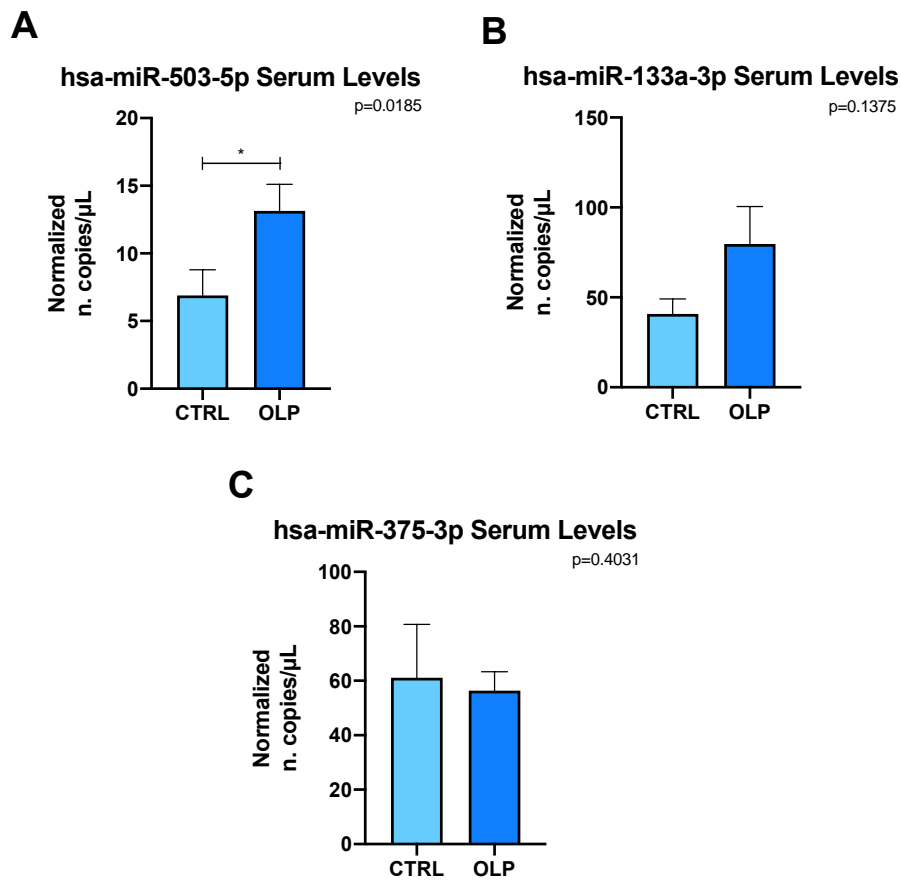 A
hsa-miR-503-5p Serum Levels
p=0.0185
20
15
10
5
0
Normalized
n. copies/µL
*
CTRL OLP
B
hsa-miR-133a-3p Serum Levels
p=0.1375
150
100
50
0
Normalized
n. copies/µL
CTRL OLP
C
hsa-miR-375-3p Serum Levels
p=0.4031
100
80
60
40
20
0
Normalized
n. copies/µL
CTRL OLP